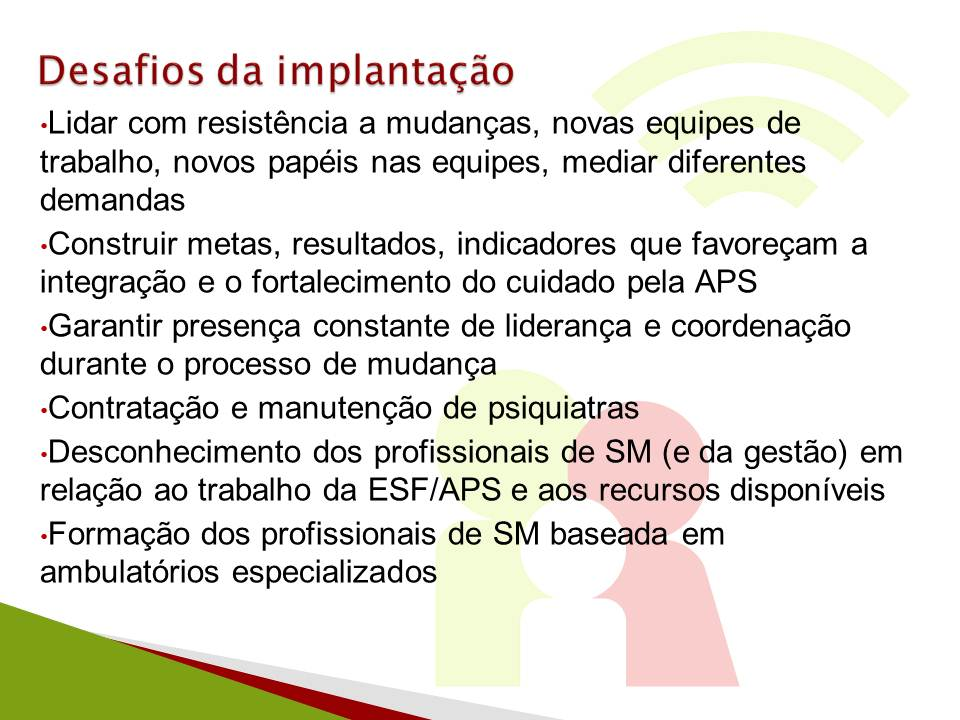 Desafios da implantação
•Lidar com resistência a mudanças, novas equipes de
trabalho, novos papéis nas equipes, mediar diferentes
demandas
•Construir metas, resultados, indicadores que favoreçam a
integração e o fortalecimento do cuidado pela APS
•Garantir presença constante de liderança e coordenação
durante o processo de mudança
•Contratação e manutenção de psiquiatras
•Desconhecimento dos profissionais de SM (e da gestão) em
relação ao trabalho da ESF/APS e aos recursos disponíveis
•Formação dos profissionais de SM baseada em
ambulatórios especializados